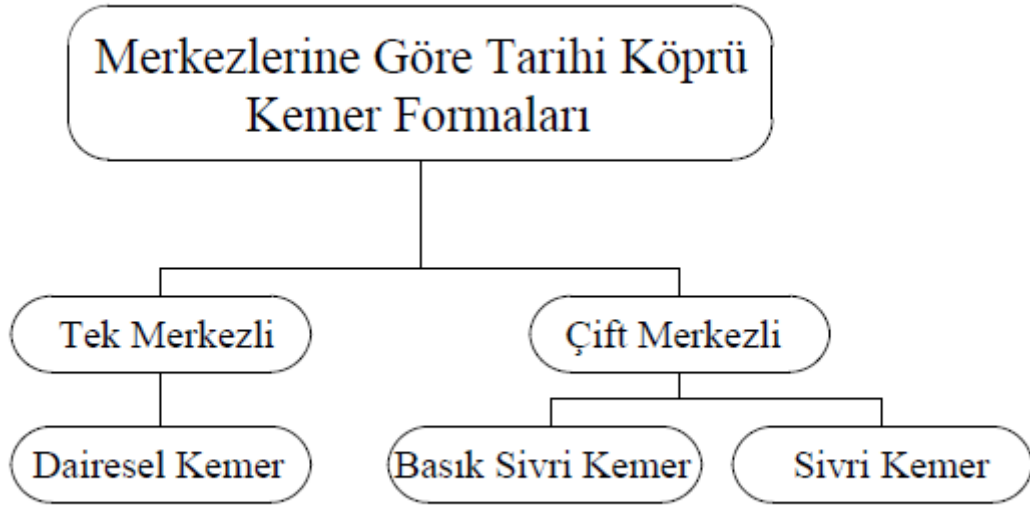 Merkezlerine Göre Tarihi Köprü
Kemer Formaları
Tek Merkezli
Çift Merkezli
Dairesel Kemer
Basık Sivri Kemer
Sivri Kemer